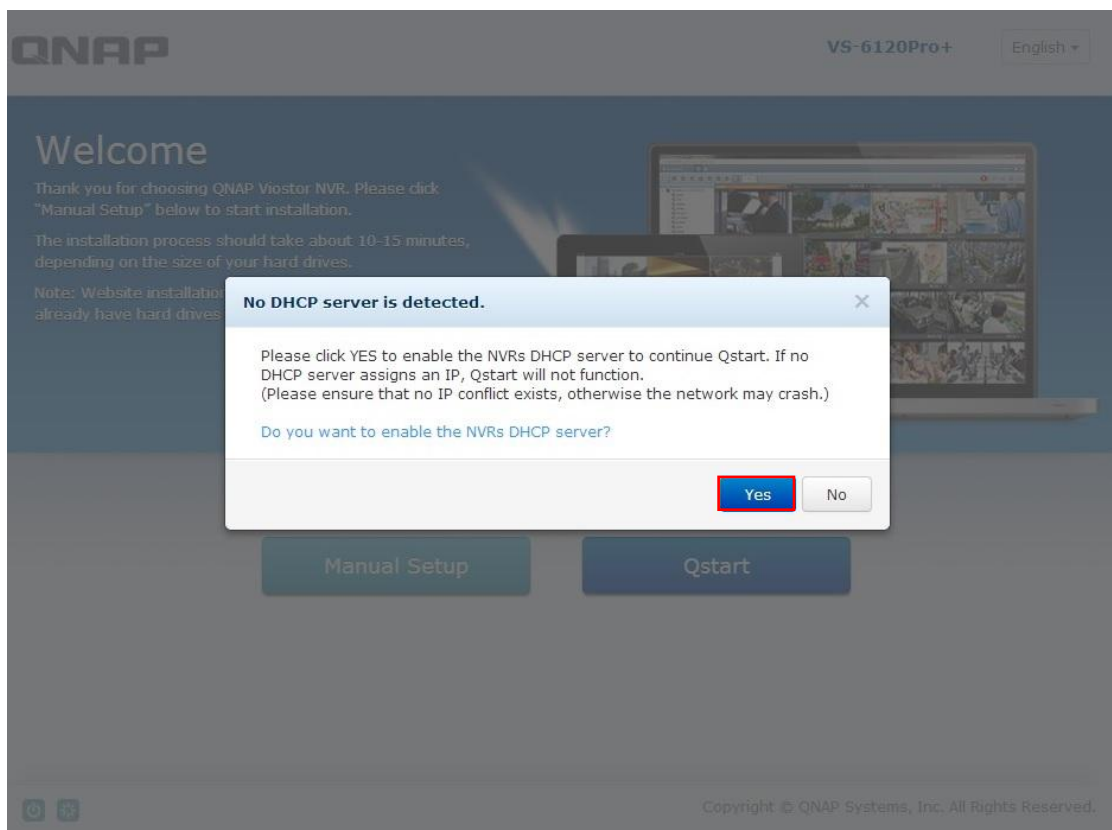 QNAP
VS-6120Pro+
English
Welcome
Thank you for choosing QNAP Viostor NVR. Please click
"Manual Setup" below to start installation.
The installation process should take about 10-15 minutes,
depending on the size of your hard drives.
Note: Website installation
already have hard drives
No DHCP server is detected.
Please click YES to enable the NVRs DHCP server to continue Qstart. If no
DHCP server assigns an IP, Qstart will not function.
(Please ensure that no IP conflict exists, otherwise the network may crash.)
Do you want to enable the NVRs DHCP server?
Yes
No
Manual Setup
Qstart
Copyright © QNAP Systems, Inc. All Rights Reserved.